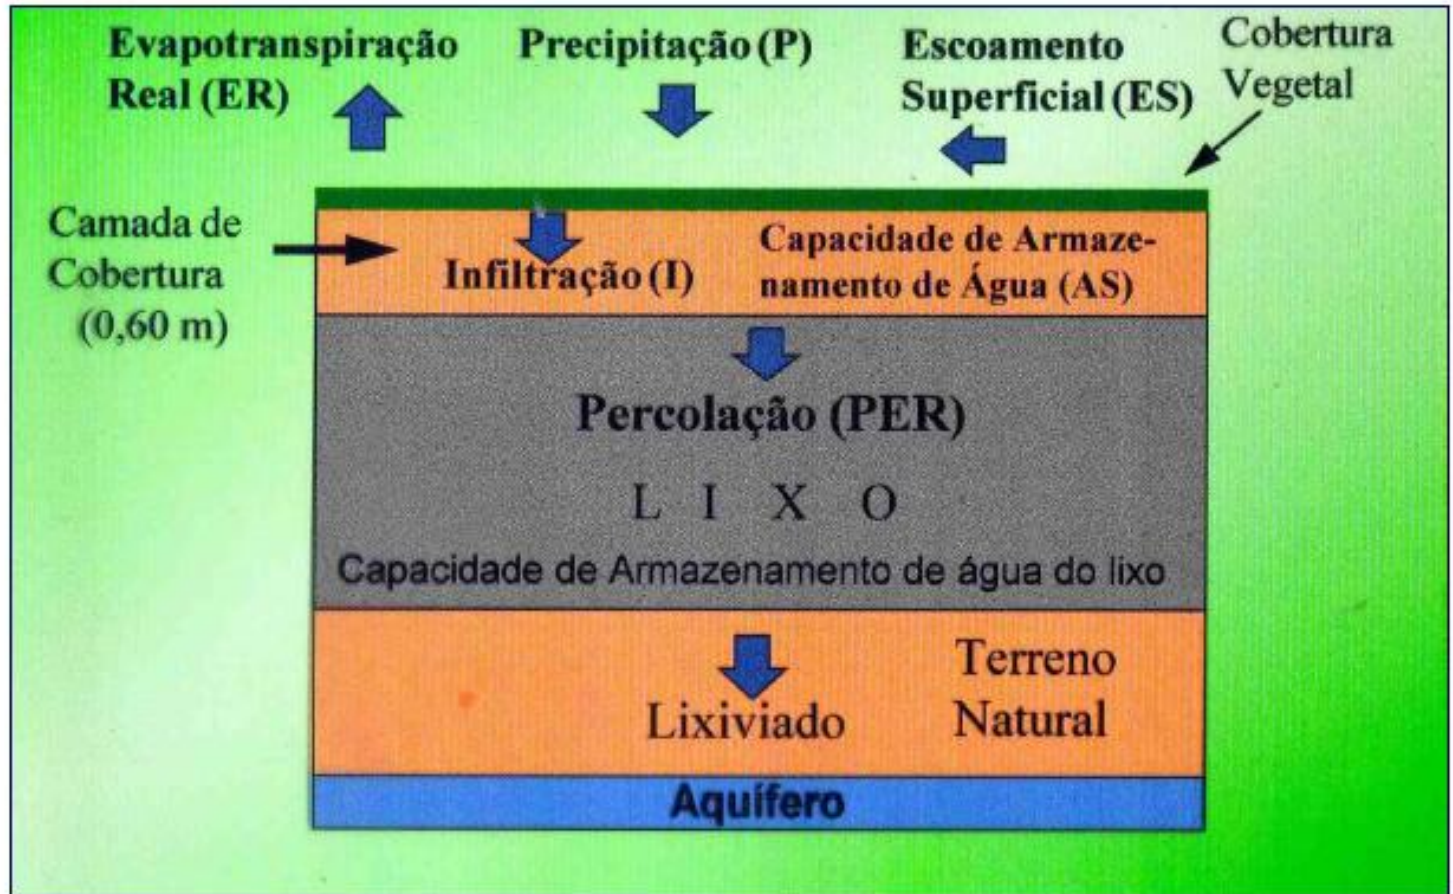 Evapotranspiração
Real (ER)
Precipitação (P)
Escoamento
Superficial (ES)
Cobertura
Vegetal
Camada de
Cobertura
(0,60 m)
Infiltração (I)
Capacidade de Armaze-
namento de Água (AS)
Percolação (PER)
L I X O
Capacidade de Armazenamento de água do lixo
Lixiviado
Terreno
Natural
Aquífero